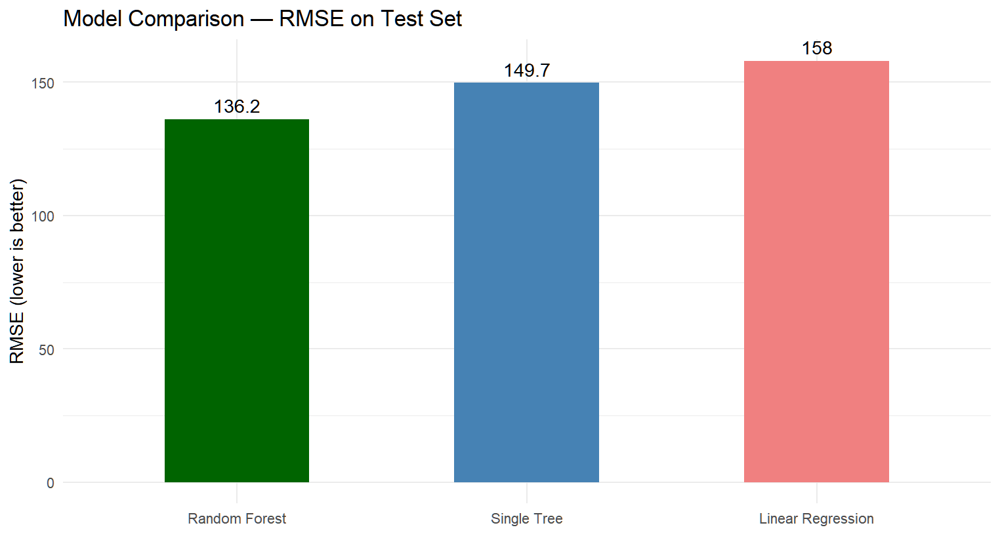 Model Comparison — RMSE on Test Set
158
149.7
136.2
150
100
50
0
RMSE (lower is better)
Random Forest
Single Tree
Linear Regression